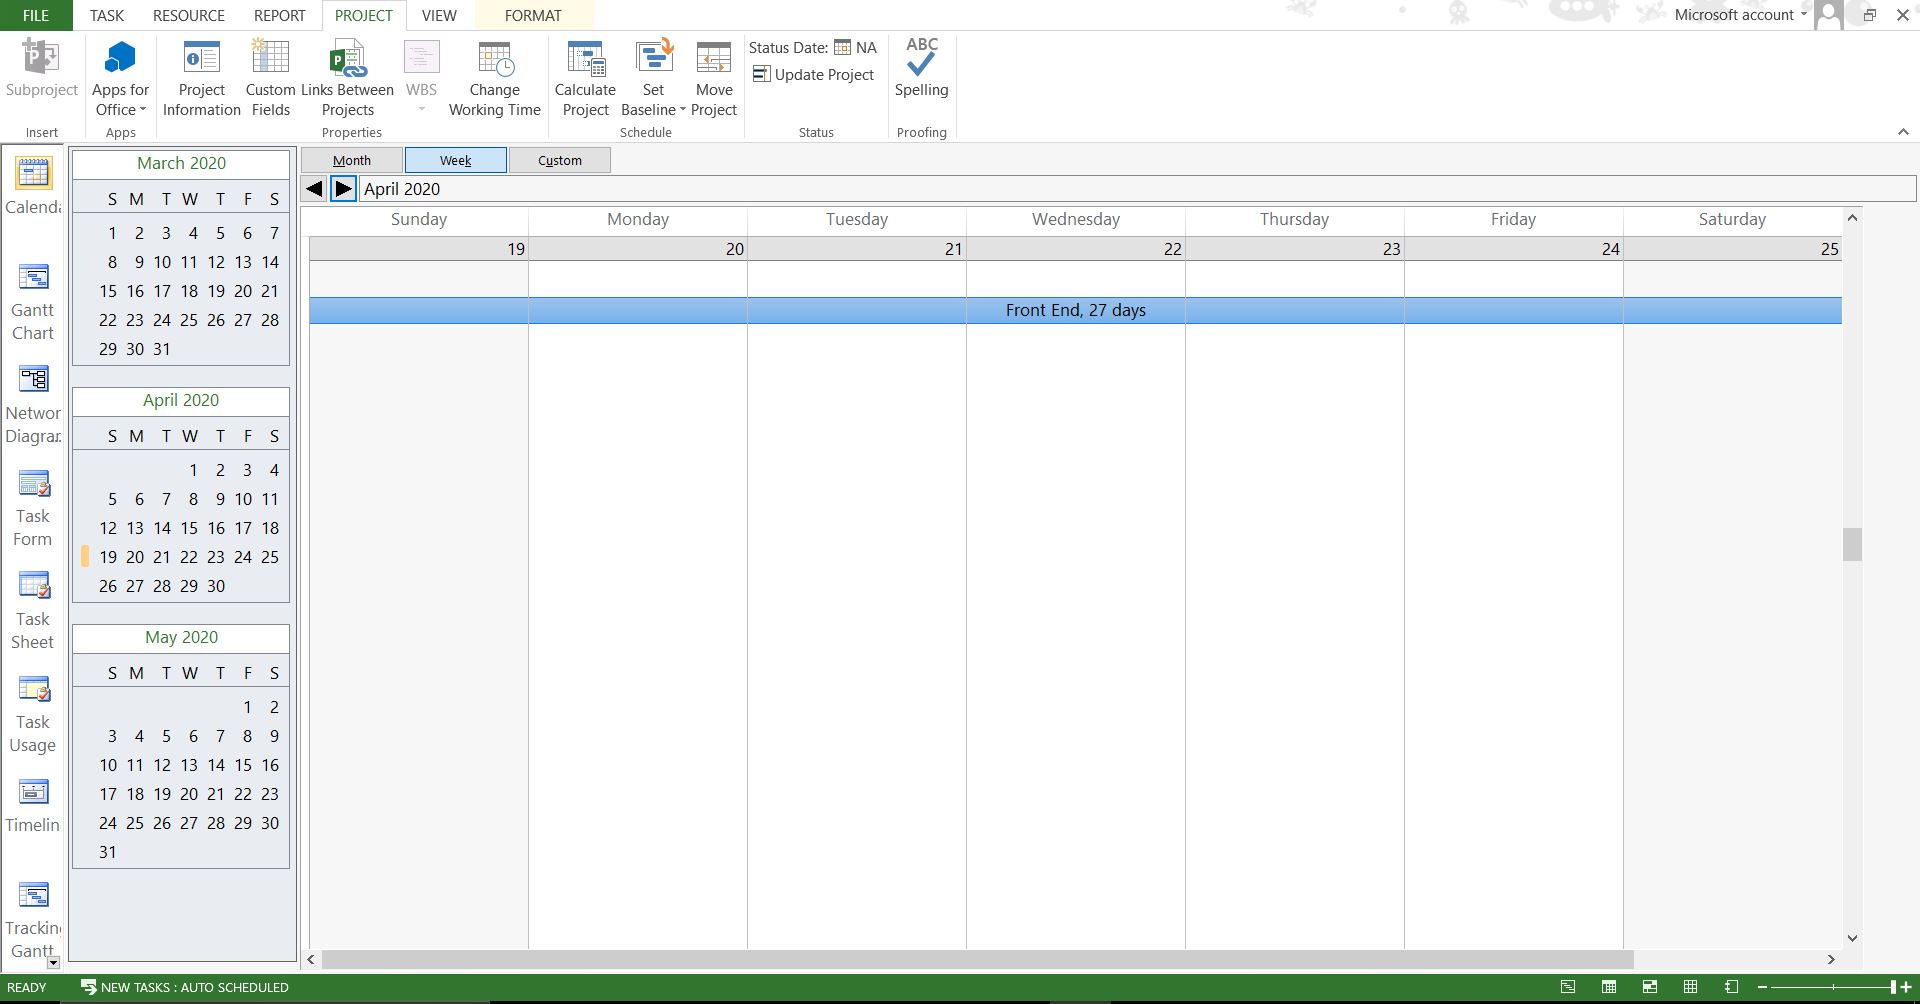 FILE TASK RESOURCE REPORT PROJECT VIEW FORMAT Microsoft account
Subproject
Insert
Apps for Office
Apps
Project Information
Custom Fields
Links Between Projects
WBS
Change Working Time
Properties
Calculate Project
Set Baseline
Move Project
Schedule
Status Date: NA
Update Project
Status
ABC
Spelling
Proofing
Calenda
Gantt
Chart
Networ
Diagra..
Task
Form
Task
Sheet
Task
Usage
Timelin
Trackin
Gantt
March 2020
S M T W T F S
1 2 3 4 5 6 7
8 9 10 11 12 13 14
15 16 17 18 19 20 21
22 23 24 25 26 27 28
29 30 31
April 2020
S M T W T F S
1 2 3 4
5 6 7 8 9 10 11
12 13 14 15 16 17 18
19 20 21 22 23 24 25
26 27 28 29 30
May 2020
S M T W T F S
1 2
3 4 5 6 7 8 9
10 11 12 13 14 15 16
17 18 19 20 21 22 23
24 25 26 27 28 29 30
31
Month Week Custom
April 2020
Sunday Monday Tuesday Wednesday Thursday Friday Saturday
19 20 21 22 23 24 25
Front End, 27 days
READY NEW TASKS : AUTO SCHEDULED